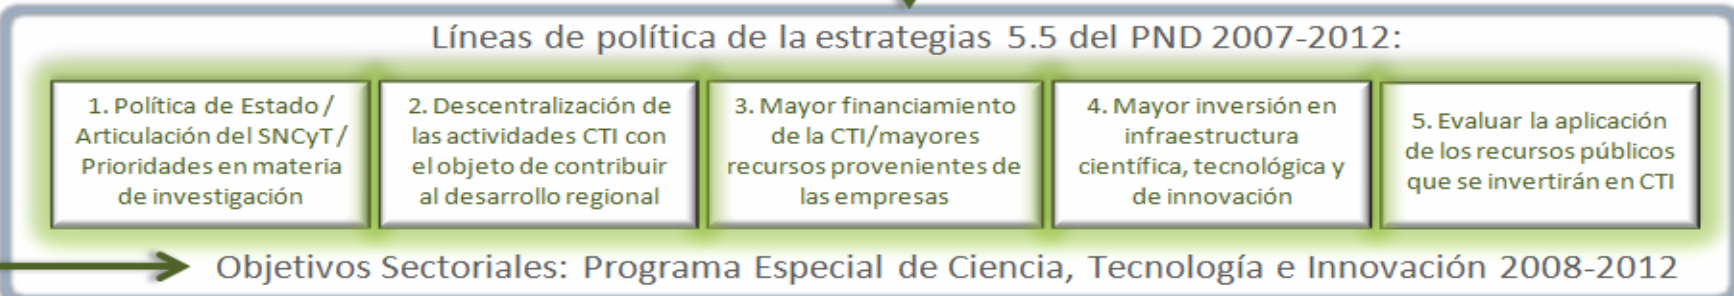 Líneas de política de la estrategias 5.5 del PND 2007-2012:
1. Política de Estado /
Articulación del SNCyT /
Prioridades en materia
de investigación
2. Descentralización de
las actividades CTI con
el objeto de contribuir
al desarrollo regional
3. Mayor financiamiento
de la CTI/mayores
recursos provenientes de
las empresas
4. Mayor inversión en
infraestructura
científica, tecnológica y
de innovación
5. Evaluar la aplicación
de los recursos públicos
que se invertirán en CTI
Objetivos Sectoriales: Programa Especial de Ciencia, Tecnología e Innovación 2008-2012